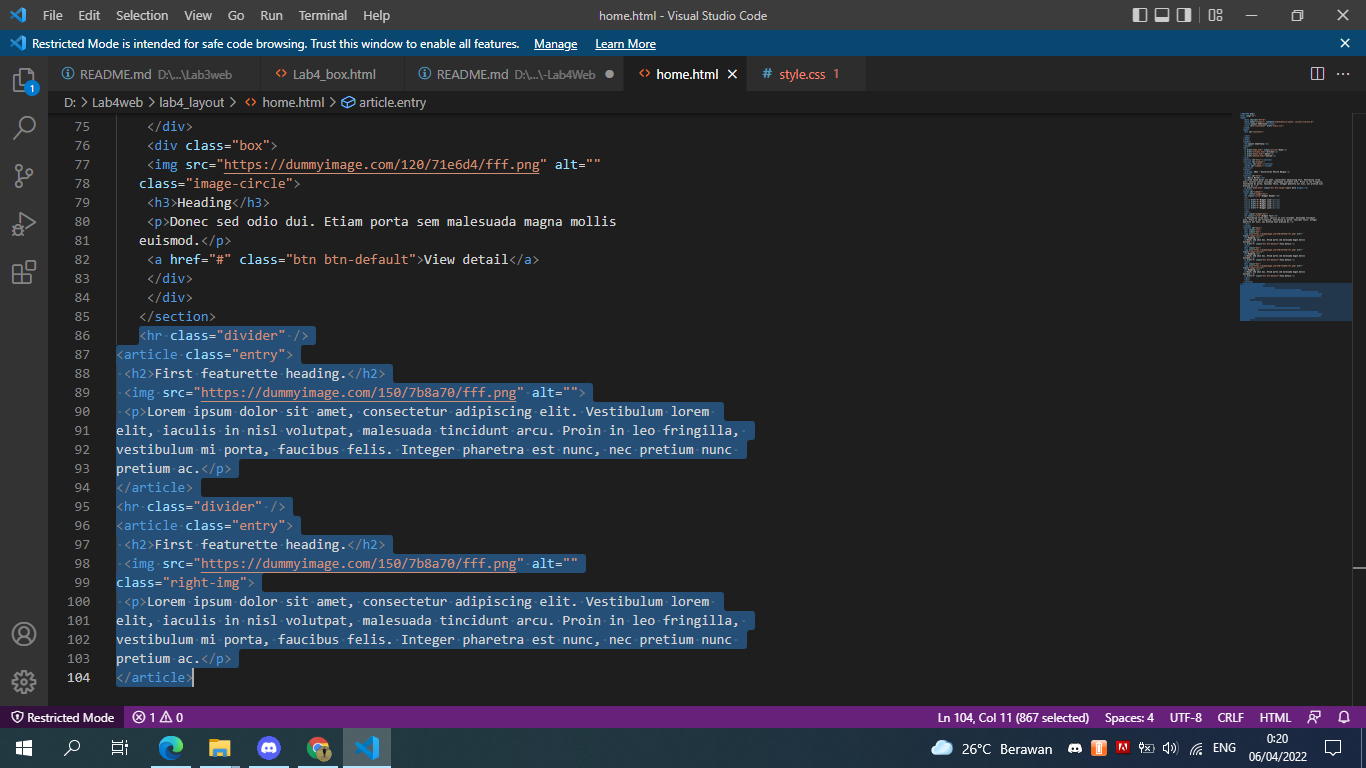 File Edit Selection View Go Run Terminal Help home.html - Visual Studio Code
Restricted Mode is intended for safe code browsing. Trust this window to enable all features. Manage Learn More
README.md D:\...\Lab3web Lab4_box.html README.md D:\...\-Lab4Web home.html style.css 1
D: > Lab4web > lab4_layout > home.html > article.entry
1
75 </div>
76 <div class="box">
77 <img src="https://dummyimage.com/120/71e6d4/fff.png" alt=""
78 class="image-circle">
79 <h3>Heading</h3>
80 <p>Donec sed odio dui. Etiam porta sem malesuada magna mollis
81 euismod.</p>
82 <a href="#" class="btn btn-default">View detail</a>
83 </div>
84 </div>
85 </section>
86 <hr class="divider" />
87 <article class="entry">
88 <h2>First featurette heading.</h2>
89 <img src="https://dummyimage.com/150/7b8a70/fff.png" alt="">
90 <p>Lorem ipsum dolor sit amet, consectetur adipiscing elit. Vestibulum lorem
91 elit, iaculis in nisl volutpat, malesuada tincidunt arcu. Proin in leo fringilla,
92 vestibulum mi porta, faucibus felis. Integer pharetra est nunc, nec pretium nunc
93 pretium ac.</p>
94 </article>
95 <hr class="divider" />
96 <article class="entry">
97 <h2>First featurette heading.</h2>
98 <img src="https://dummyimage.com/150/7b8a70/fff.png" alt=""
99 class="right-img">
100 <p>Lorem ipsum dolor sit amet, consectetur adipiscing elit. Vestibulum lorem
101 elit, iaculis in nisl volutpat, malesuada tincidunt arcu. Proin in leo fringilla,
102 vestibulum mi porta, faucibus felis. Integer pharetra est nunc, nec pretium nunc
103 pretium ac.</p>
104 </article>
Restricted Mode 1 0 Ln 104, Col 11 (867 selected) Spaces: 4 UTF-8 CRLF HTML
26°C Berawan ENG 0:20
06/04/2022